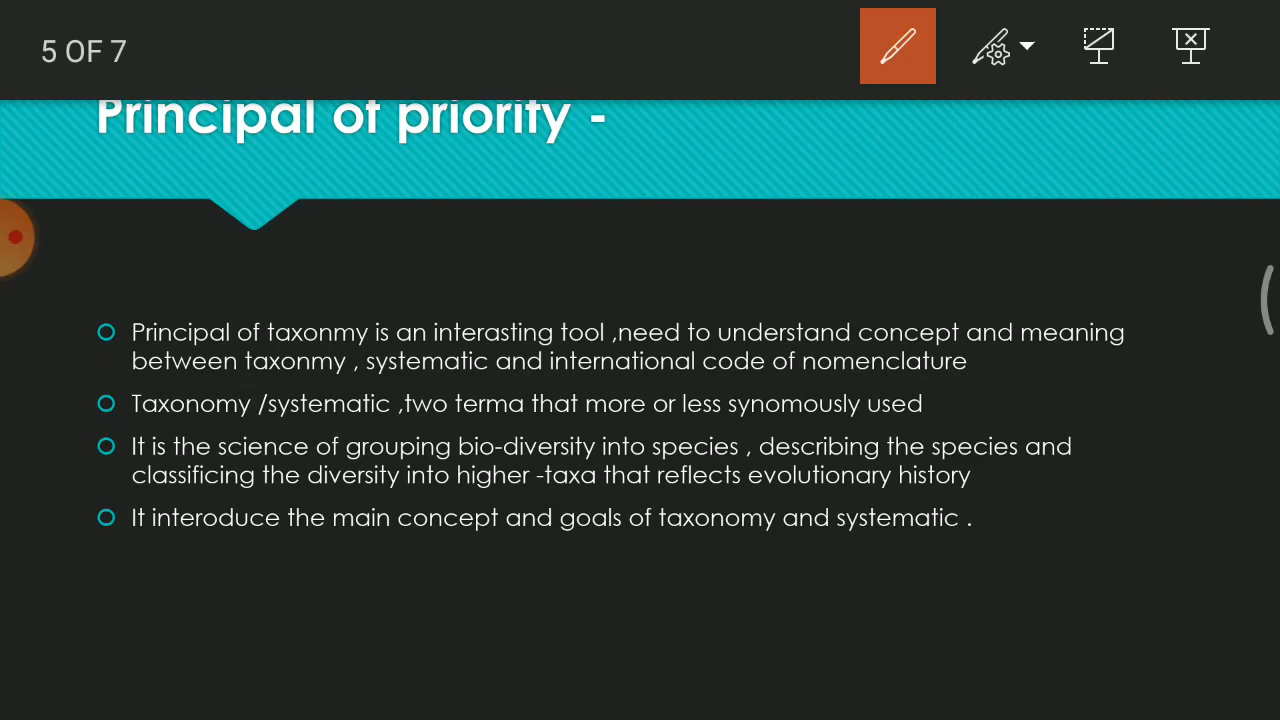 5 OF 7
Principal of priority -
Principal of taxonmy is an interasting tool ,need to understand concept and meaning
between taxonmy , systematic and international code of nomenclature
Taxonomy /systematic ,two terma that more or less synomously used
It is the science of grouping bio-diversity into species , describing the species and
classificing the diversity into higher -taxa that reflects evolutionary history
It interoduce the main concept and goals of taxonomy and systematic .